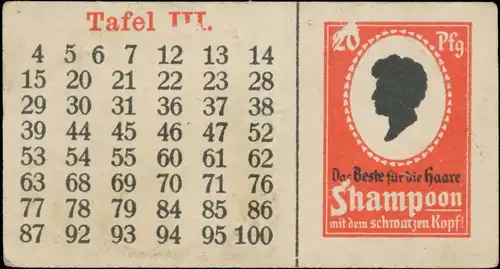 Tafel III.
4 5 6 7 12 13 14
15 20 21 22 23 28
29 30 31 36 37 38
39 44 45 46 47 52
53 54 55 60 61 62
63 68 69 70 71 76
77 78 79 84 85 86
87 92 93 94 95 100
20 Pfg
Das Beste für die Haare
Shampoon
mit dem schwarzen Kopf!